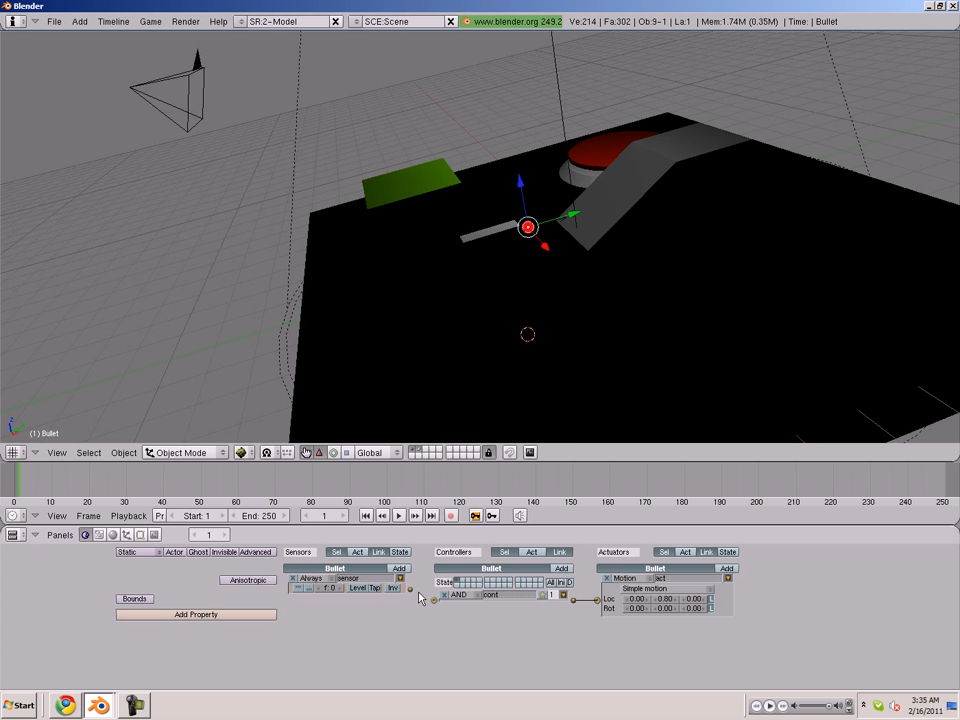 Blender
File Add Timeline Game Render SR:2-Model SCE:Scene www.blender.org 249.2 Ve:214 | Fa:302 | Ob:9-1 | La:1 | Mem:1.74M (0.35M) | Time: | Bullet
(1) Bullet
View Select Object Object Mode Global
0 10 20 30 40 50 60 70 80 90 100 110 120 130 140 150 160 170 180 190 200 210 220 230 240 250
View Frame Playback Pr Start: 1 End: 250 1
Panels 1
Static Actor Ghost Invisible Advanced Sensors Sel Act Link State Controllers Sel Act Link Actuators Sel Act Link State
Bullet Add Bullet Add Bullet Add
Anisotropic Always sensor State All Ini D Motion act
f: 0 Level Tap Inv AND cont 1 Simple motion
Bounds Loc 0.00 0.80 0.00 L
Rot 0.00 0.00 0.00 L
Add Property
Start 3:35 AM
2/16/2011